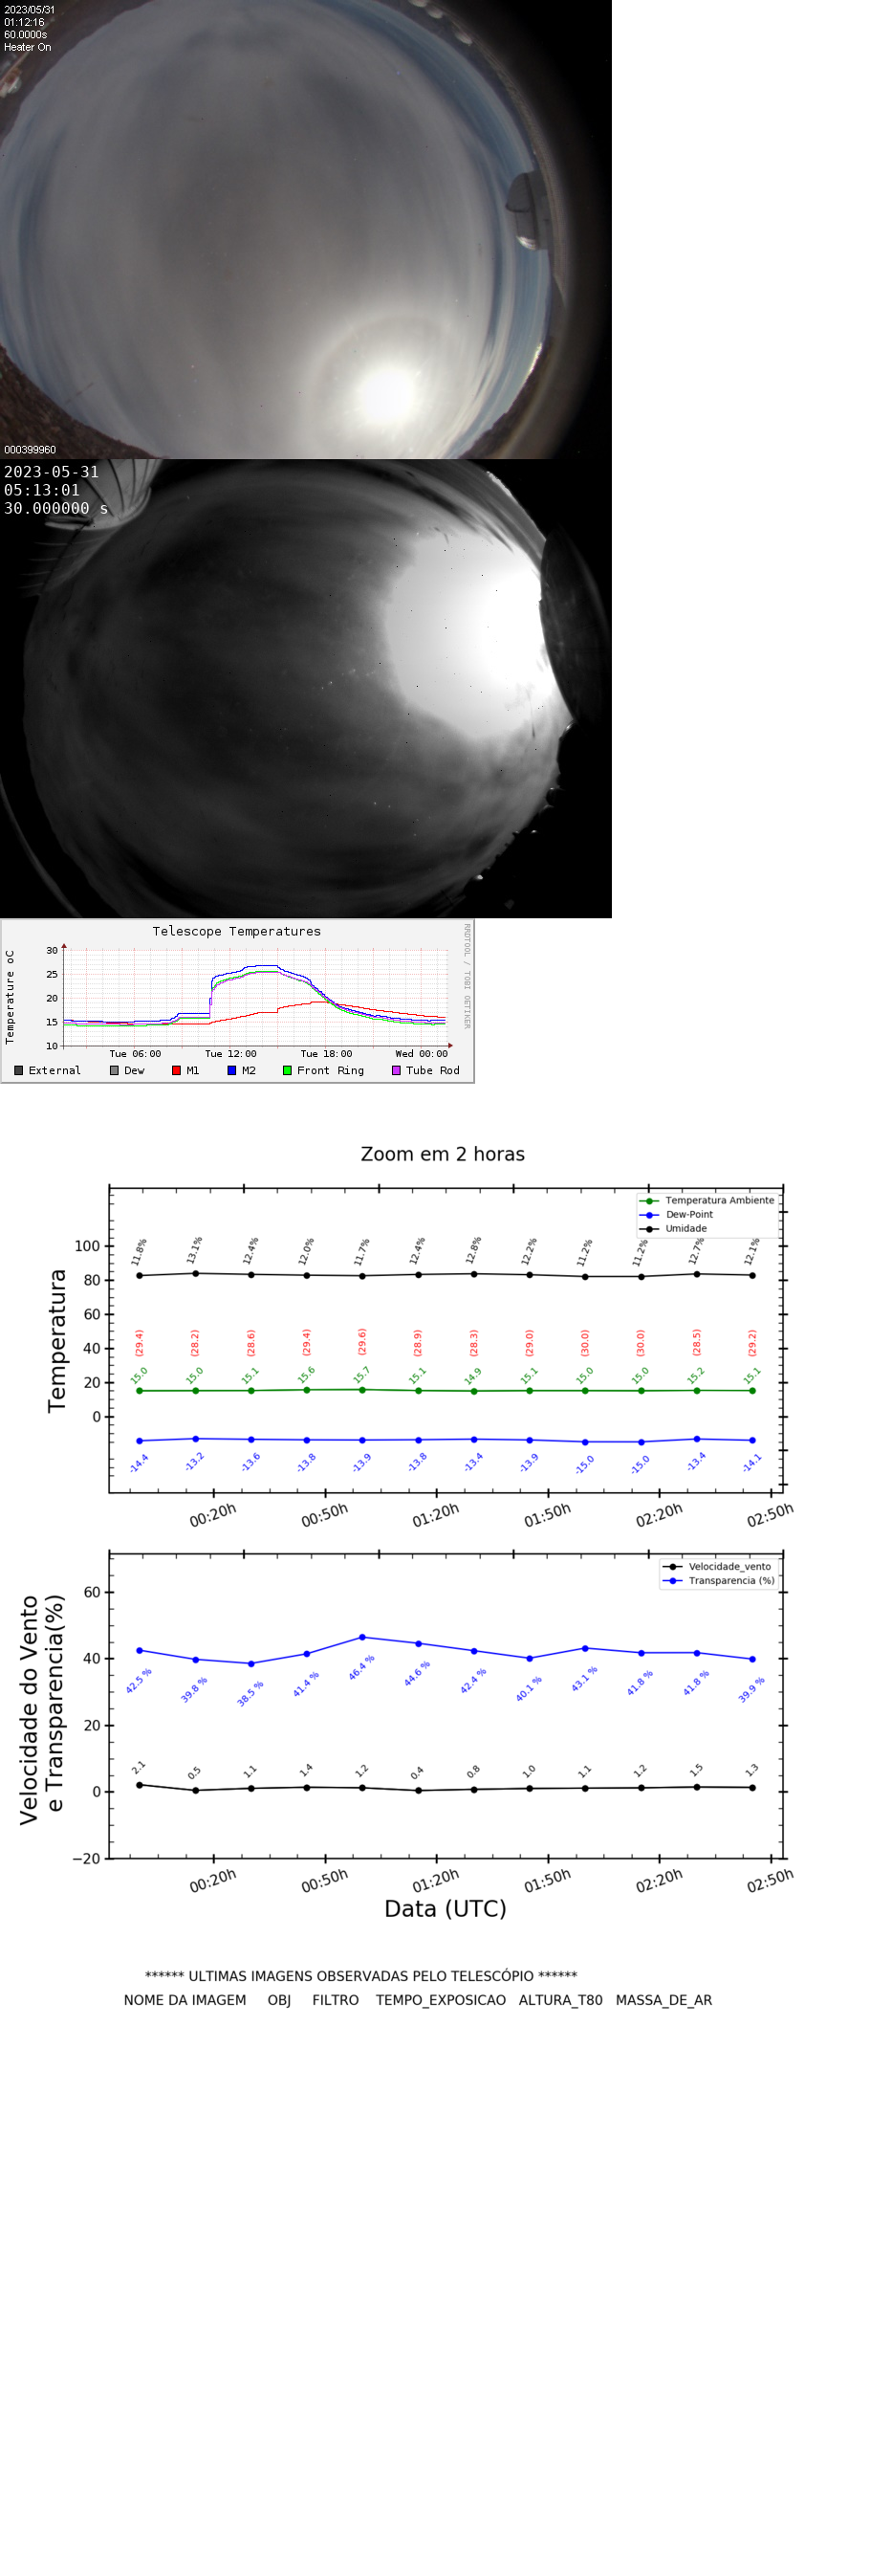 2023/05/31
01:12:16
60.0000s
Heater On
000399960
2023-05-31
05:13:01
30.000000 s
Telescope Temperatures
RRDTOOL / TOBI OETIKER
Temperature oC
30
25
20
15
10
Tue 06:00 Tue 12:00 Tue 18:00 Wed 00:00
External Dew M1 M2 Front Ring Tube Rod
Zoom em 2 horas
Temperatura Ambiente
Dew-Point
Umidade
Temperatura
100
80
60
40
20
0
11.8% 13.1% 12.4% 12.0% 11.7% 12.4% 12.8% 12.2% 11.2% 11.2% 12.7% 12.1%
(29.4) (28.2) (28.6) (29.4) (29.6) (28.9) (28.3) (29.0) (30.0) (30.0) (28.5) (29.2)
15.0 15.0 15.1 15.6 15.7 15.1 14.9 15.1 15.0 15.0 15.2 15.1
-14.4 -13.2 -13.6 -13.8 -13.9 -13.8 -13.4 -13.9 -15.0 -15.0 -13.4 -14.1
00:20h 00:50h 01:20h 01:50h 02:20h 02:50h
Velocidade_vento
Transparencia (%)
Velocidade do Vento
e Transparencia(%)
60
40
20
0
−20
42.5 % 39.8 % 38.5 % 41.4 % 46.4 % 44.6 % 42.4 % 40.1 % 43.1 % 41.8 % 41.8 % 39.9 %
2.1 0.5 1.1 1.4 1.2 0.4 0.8 1.0 1.1 1.2 1.5 1.3
00:20h 00:50h 01:20h 01:50h 02:20h 02:50h
Data (UTC)
****** ULTIMAS IMAGENS OBSERVADAS PELO TELESCÓPIO ******
NOME DA IMAGEM OBJ FILTRO TEMPO_EXPOSICAO ALTURA_T80 MASSA_DE_AR